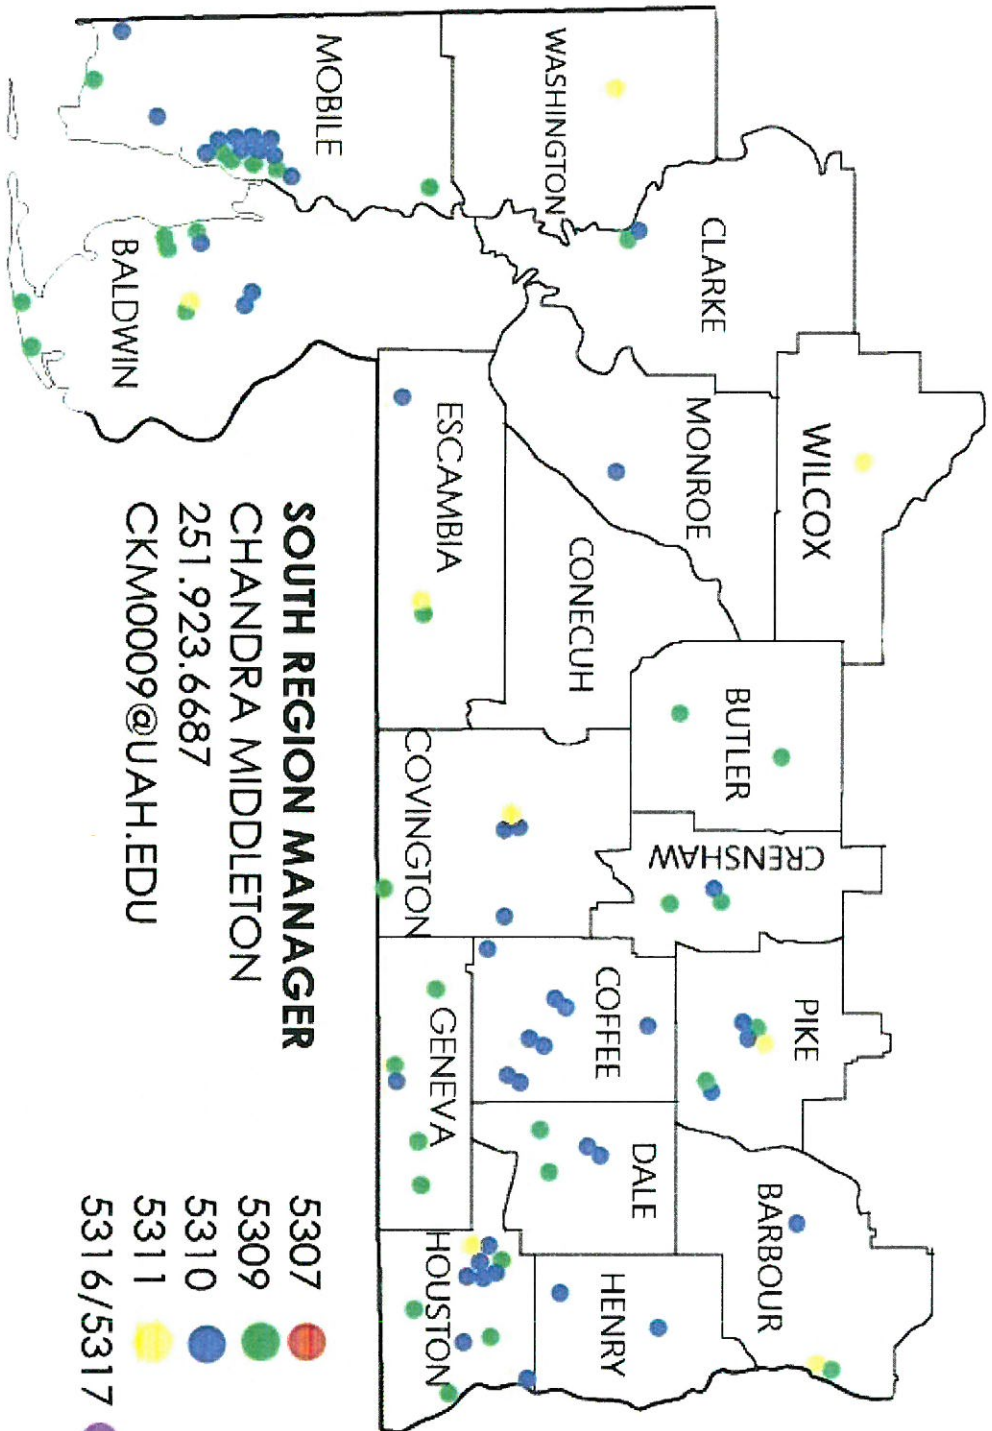 WILCOX
CLARKE
WASHINGTON
MONROE
BUTLER
CRENSHAW
PIKE
BARBOUR
CONECUH
COFFEE
DALE
HENRY
MOBILE
BALDWIN
ESCAMBIA
COVINGTON
GENEVA
HOUSTON
SOUTH REGION MANAGER
CHANDRA MIDDLETON
251.923.6687
CKM0009@UAH.EDU
5307
5309
5310
5311
5316/5317